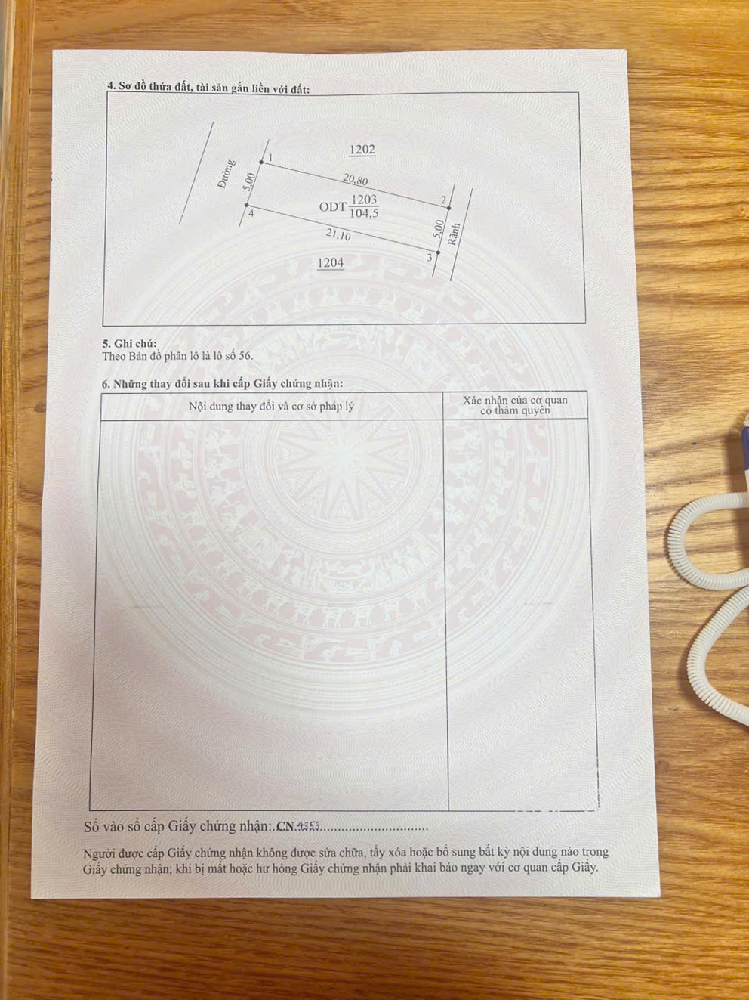 4. Sơ đồ thửa đất, tài sản gắn liền với đất:
Đường
1
1202
5,00
20,80
2
ODT 1203
104,5
4
21,10
5,00
Rãnh
3
1204
5. Ghi chú:
Theo Bản đồ phân lô là lô số 56.
6. Những thay đổi sau khi cấp Giấy chứng nhận:
Nội dung thay đổi và cơ sở pháp lý
Xác nhận của cơ quan
có thẩm quyền
Số vào sổ cấp Giấy chứng nhận:.CN.4353..............................
Người được cấp Giấy chứng nhận không được sửa chữa, tẩy xóa hoặc bổ sung bất kỳ nội dung nào trong
Giấy chứng nhận; khi bị mất hoặc hư hỏng Giấy chứng nhận phải khai báo ngay với cơ quan cấp Giấy.